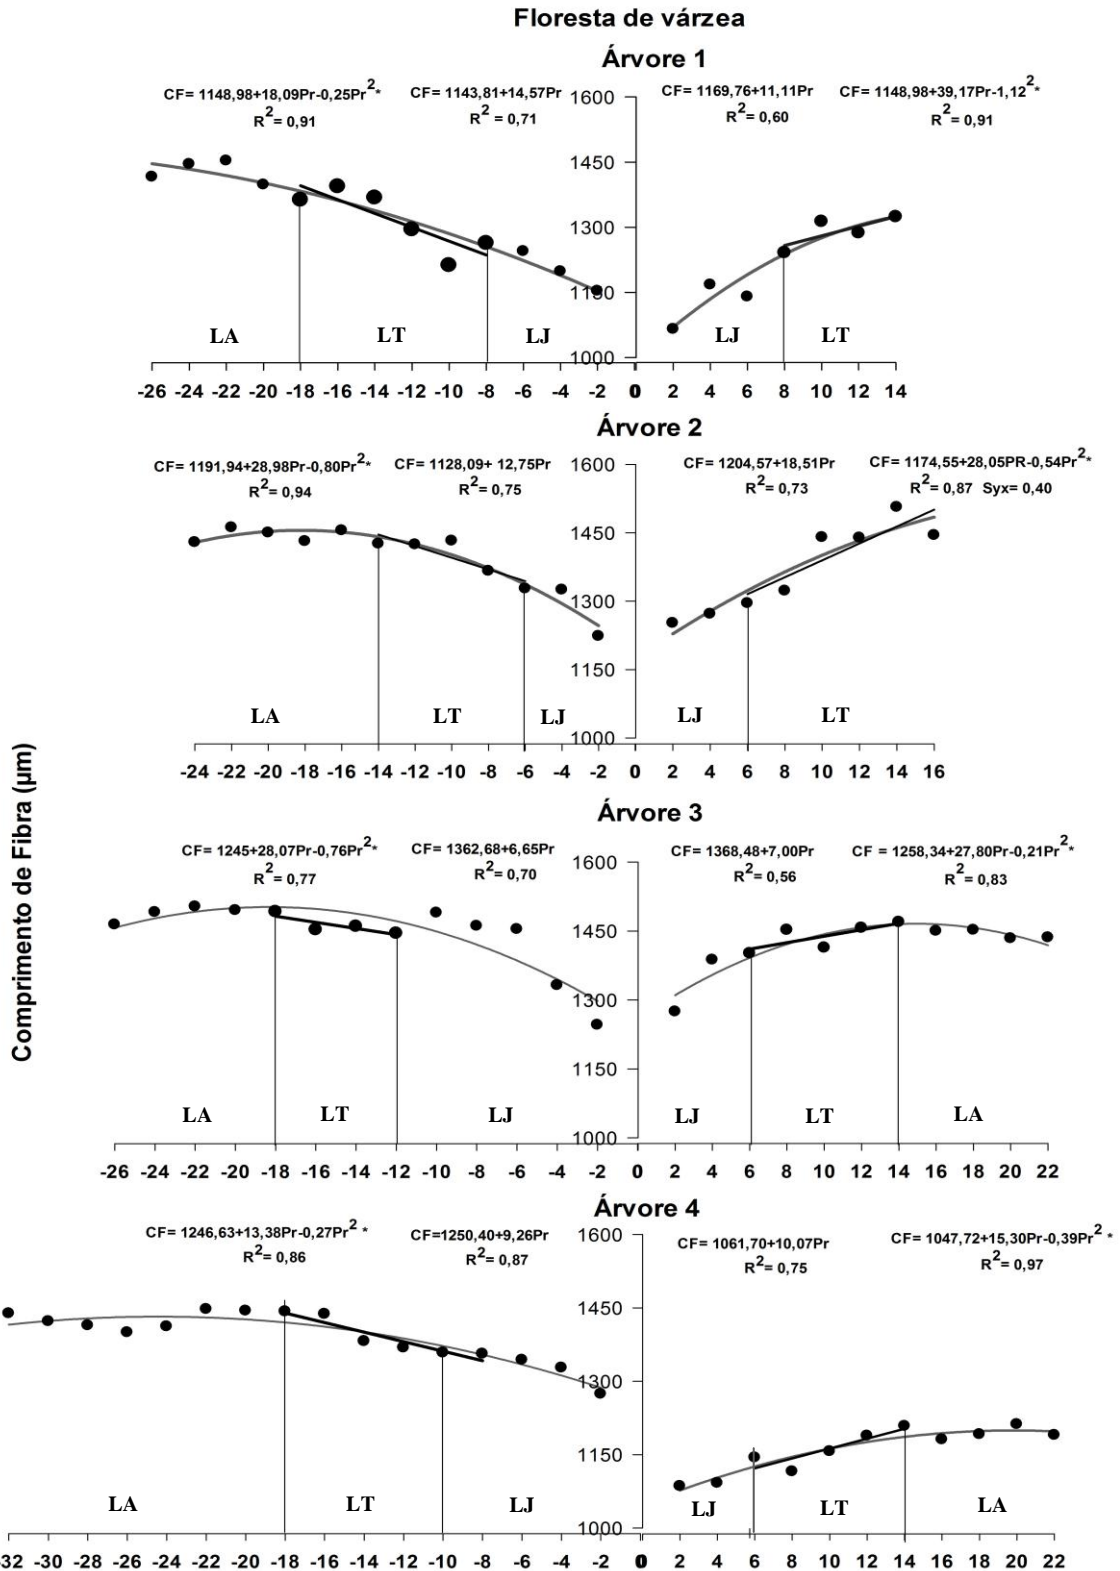 Floresta de várzea
Árvore 1
CF= 1148,98+18,09Pr-0,25Pr²*
R²= 0,91
CF= 1143,81+14,57Pr
R²= 0,71
CF= 1169,76+11,11Pr
R²= 0,60
CF= 1148,98+39,17Pr-1,12²*
R²= 0,91
1600
1450
1300
1150
1000
LA
LT
LJ
LJ
LT
-26 -24 -22 -20 -18 -16 -14 -12 -10 -8 -6 -4 -2 0 2 4 6 8 10 12 14
Árvore 2
CF= 1191,94+28,98Pr-0,80Pr²*
R²= 0,94
CF= 1128,09+ 12,75Pr
R²= 0,75
CF= 1204,57+18,51Pr
R²= 0,73
CF= 1174,55+28,05PR-0,54Pr²*
R²= 0,87 Syx= 0,40
1600
1450
1300
1150
1000
LA
LT
LJ
LJ
LT
-24 -22 -20 -18 -16 -14 -12 -10 -8 -6 -4 -2 0 2 4 6 8 10 12 14 16
Comprimento de Fibra (µm)
Árvore 3
CF= 1245+28,07Pr-0,76Pr²*
R²= 0,77
CF= 1362,68+6,65Pr
R²= 0,70
CF= 1368,48+7,00Pr
R²= 0,56
CF = 1258,34+27,80Pr-0,21Pr²*
R²= 0,83
1600
1450
1300
1150
1000
LA
LT
LJ
LJ
LT
LA
-26 -24 -22 -20 -18 -16 -14 -12 -10 -8 -6 -4 -2 0 2 4 6 8 10 12 14 16 18 20 22
Árvore 4
CF= 1246,63+13,38Pr-0,27Pr² *
R²= 0,86
CF=1250,40+9,26Pr
R²= 0,87
CF= 1061,70+10,07Pr
R²= 0,75
CF= 1047,72+15,30Pr-0,39Pr² *
R²= 0,97
1600
1450
1300
1150
1000
LA
LT
LJ
LJ
LT
LA
-32 -30 -28 -26 -24 -22 -20 -18 -16 -14 -12 -10 -8 -6 -4 -2 0 2 4 6 8 10 12 14 16 18 20 22